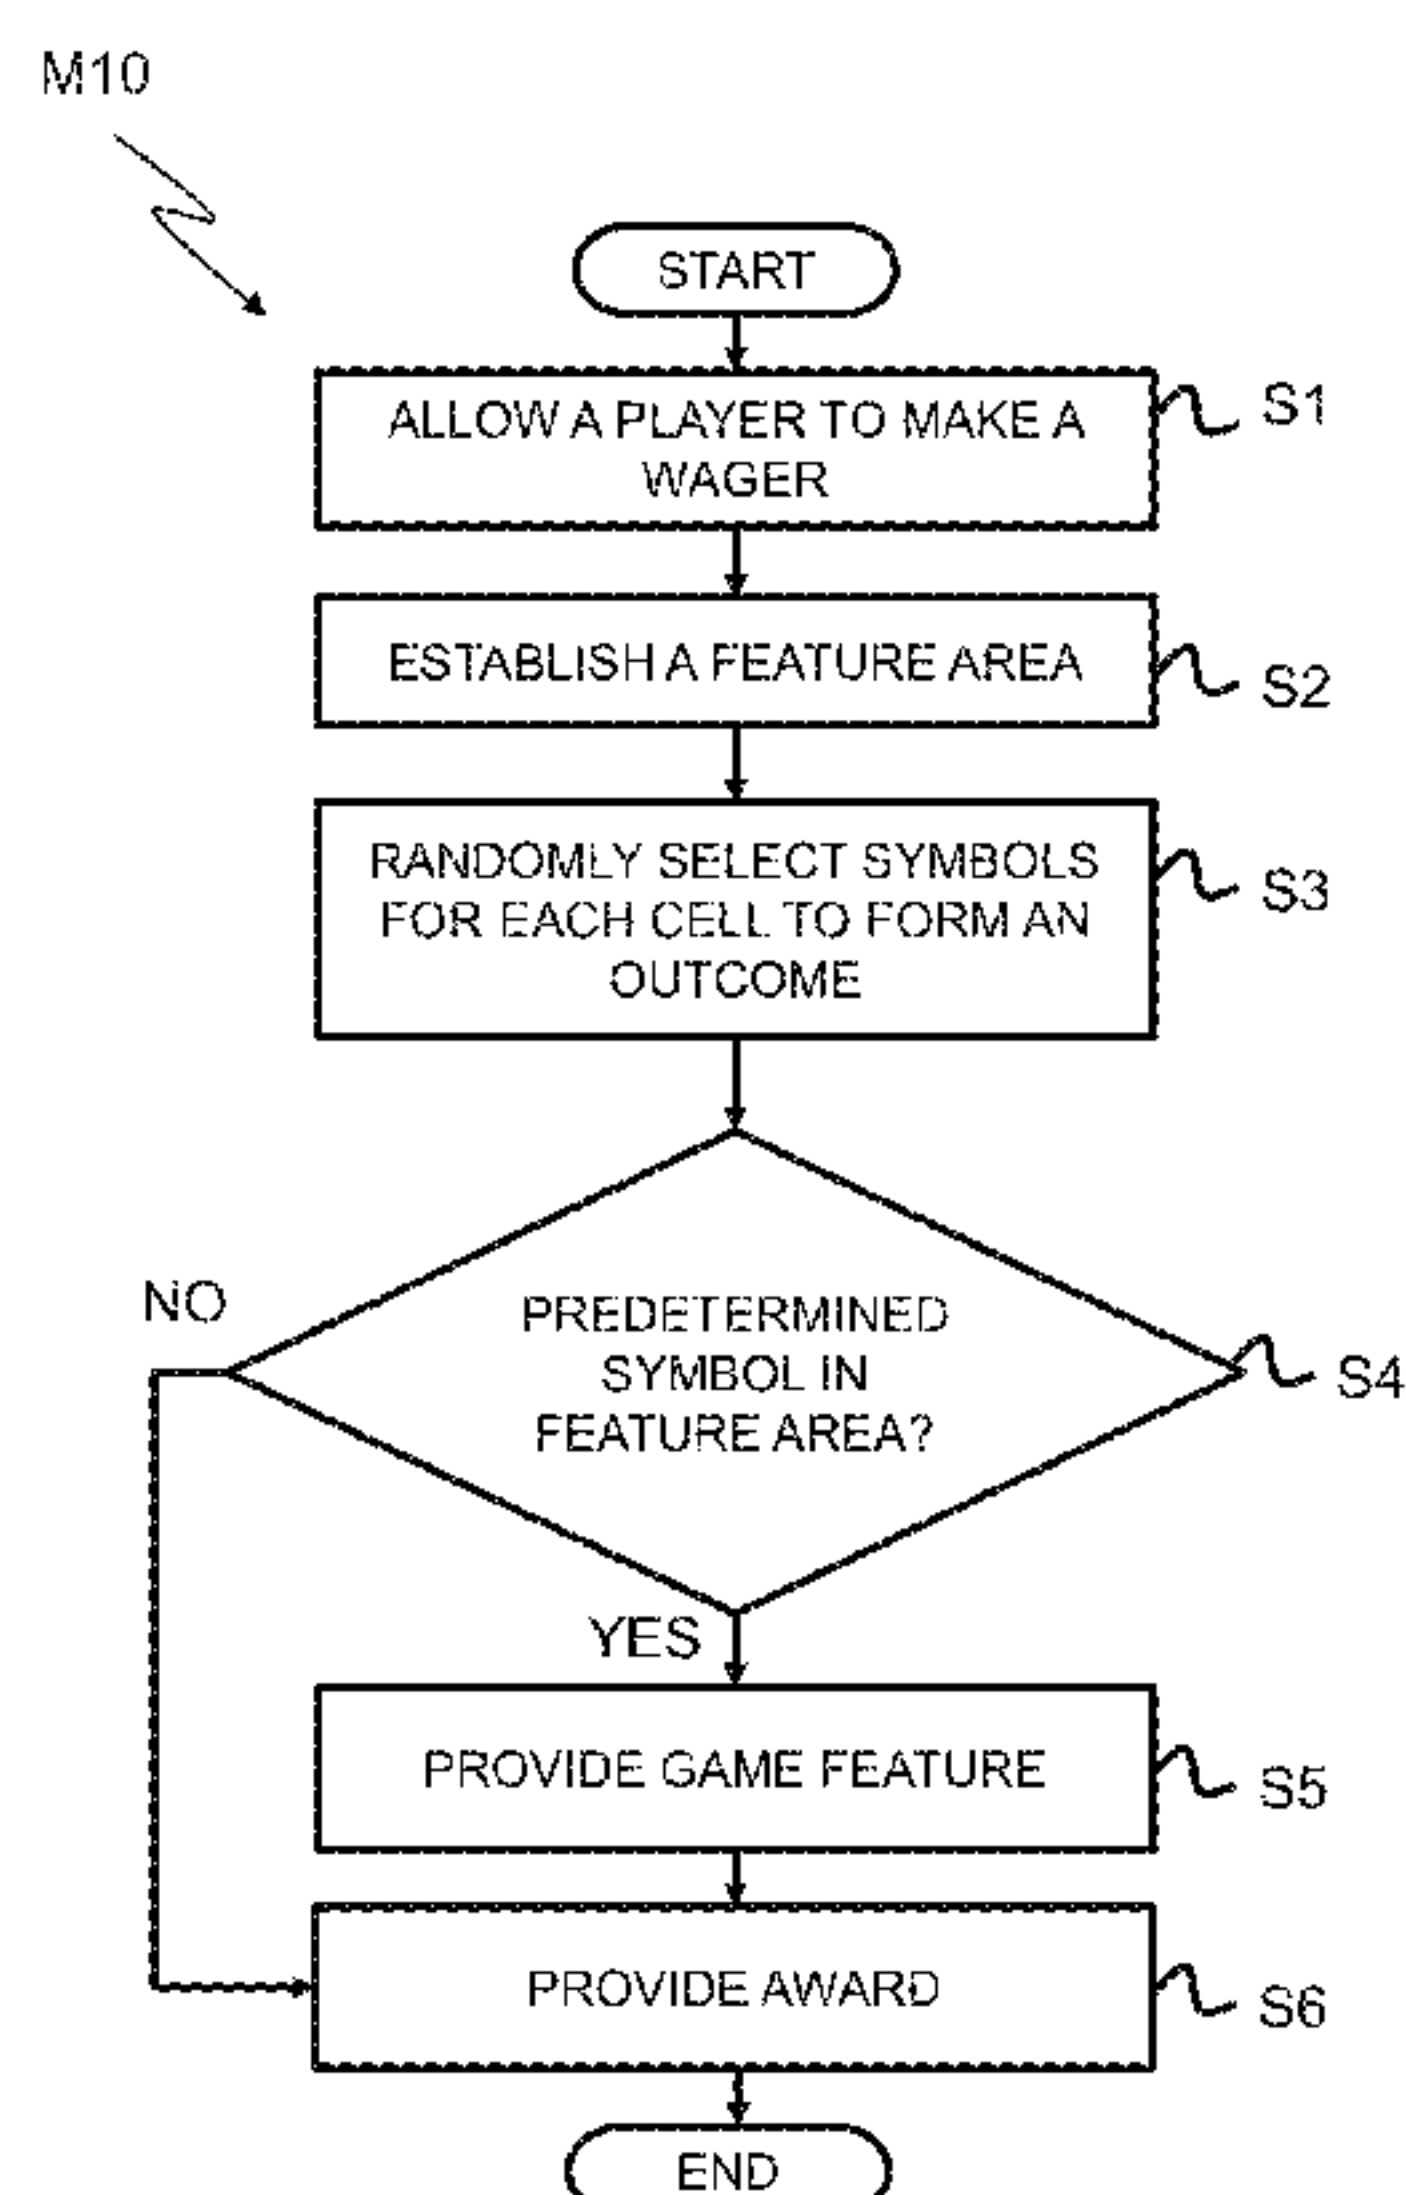 M10
START
ALLOW A PLAYER TO MAKE A
WAGER
S1
ESTABLISH A FEATURE AREA
S2
RANDOMLY SELECT SYMBOLS
FOR EACH CELL TO FORM AN
OUTCOME
S3
NO
PREDETERMINED
SYMBOL IN
FEATURE AREA?
S4
YES
PROVIDE GAME FEATURE
S5
PROVIDE AWARD
S6
END